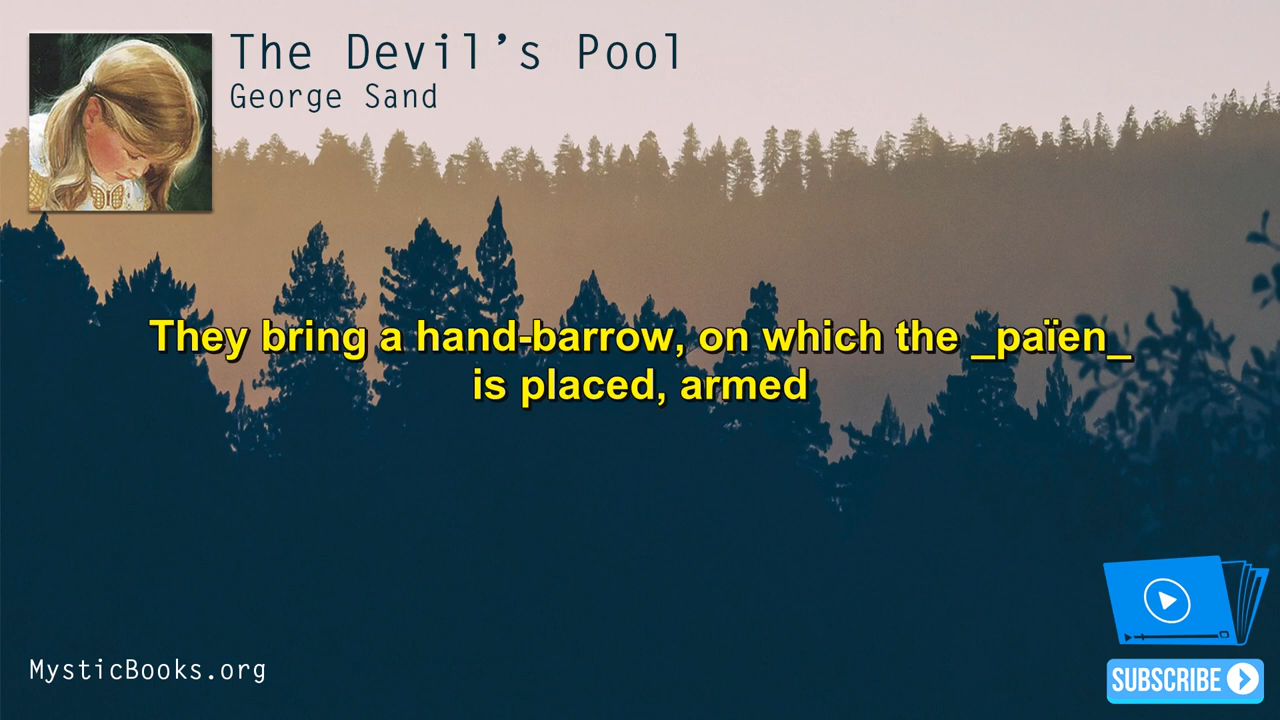 The Devil’s Pool
George Sand
They bring a hand-barrow, on which the _païen_
is placed, armed
MysticBooks.org
SUBSCRIBE